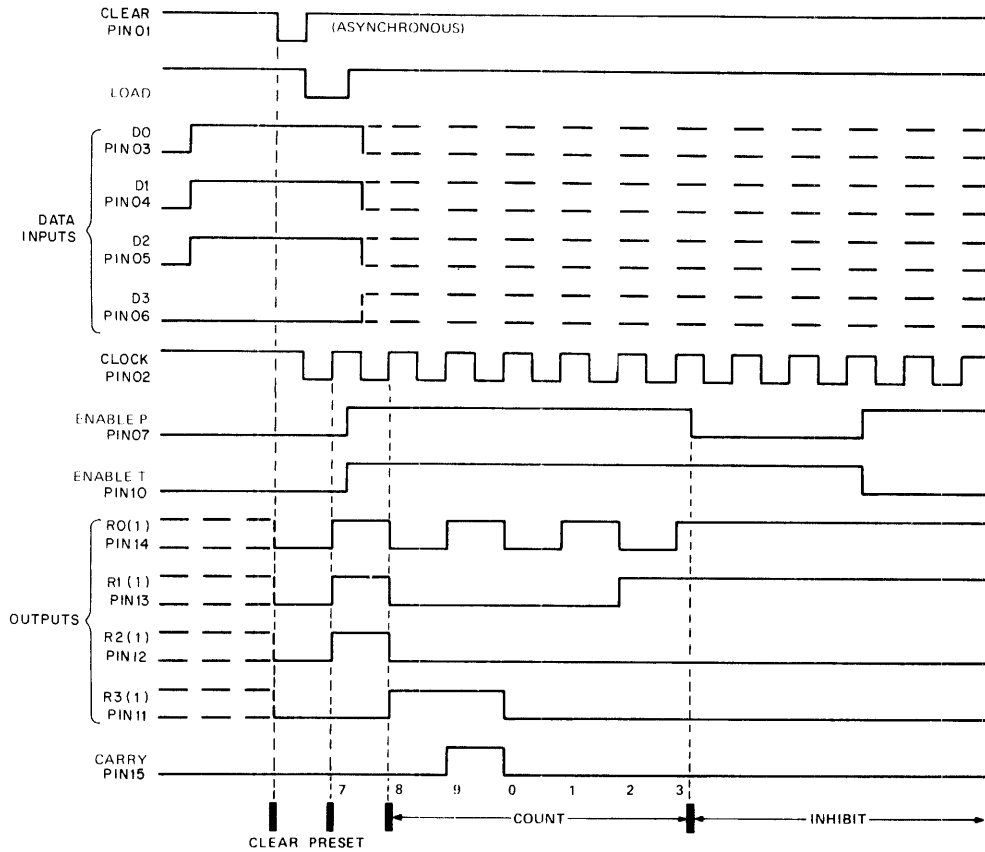 CLEAR
PIN 01
(ASYNCHRONOUS)
LOAD
DATA
INPUTS
D0
PIN 03
D1
PIN 04
D2
PIN 05
D3
PIN 06
CLOCK
PIN 02
ENABLE P
PIN 07
ENABLE T
PIN 10
OUTPUTS
R0 (1)
PIN 14
R1 (1)
PIN 13
R2 (1)
PIN 12
R3 (1)
PIN 11
CARRY
PIN 15
7 8 9 0 1 2 3
COUNT
INHIBIT
CLEAR PRESET